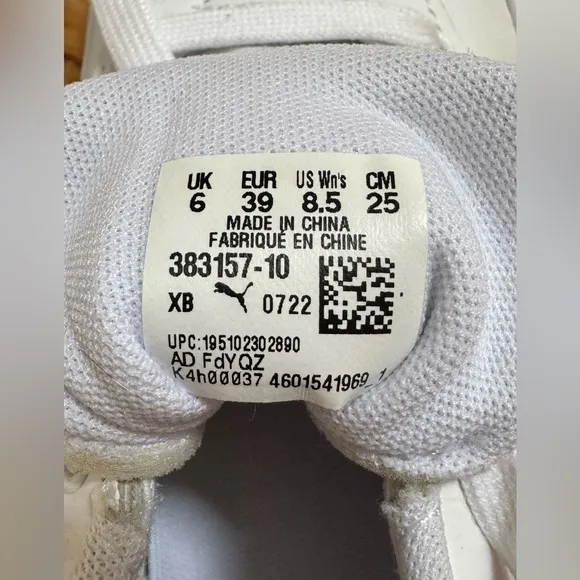 UK EUR US Wn's CM
6 39 8.5 25
MADE IN CHINA
FABRIQUÉ EN CHINE
383157-10
XB 0722
UPC:195102302890
AD FdYQZ
K4h00037 4601541969_1